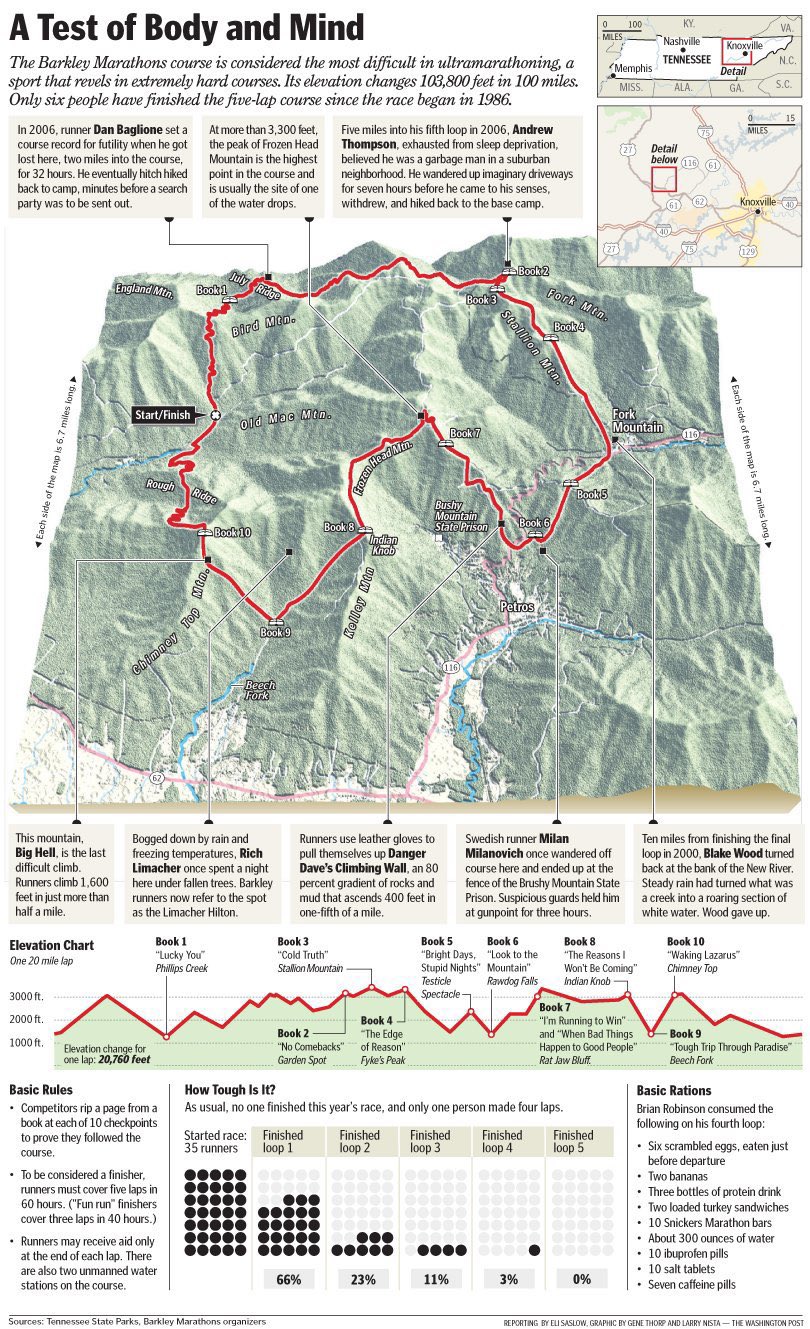 A Test of Body and Mind
The Barkley Marathons course is considered the most difficult in ultramarathoning, a
sport that revels in extremely hard courses. Its elevation changes 103,800 feet in 100 miles.
Only six people have finished the five-lap course since the race began in 1986.
0 100
MILES
KY.
VA.
Nashville
Knoxville
TENNESSEE
N.C.
Memphis
Detail
MISS.
ALA.
GA.
S.C.
0 15
MILES
75
27
Detail
below
116
61
61
62
Knoxville
40
40
27
75
129
In 2006, runner Dan Baglione set a
course record for futility when he got
lost here, two miles into the course,
for 32 hours. He eventually hitch hiked
back to camp, minutes before a search
party was to be sent out.
At more than 3,300 feet,
the peak of Frozen Head
Mountain is the highest
point in the course and
is usually the site of one
of the water drops.
Five miles into his fifth loop in 2006, Andrew
Thompson, exhausted from sleep deprivation,
believed he was a garbage man in a suburban
neighborhood. He wandered up imaginary driveways
for seven hours before he came to his senses,
withdrew, and hiked back to the base camp.
England Mtn.
Book 1
July Ridge
Bird Mtn.
Book 2
Book 3
Fork Mtn.
Stallion Mtn.
Book 4
Each side of the map is 6.7 miles long.
Start/Finish
Old Mac Mtn.
Fork
Mountain
116
Each side of the map is 6.7 miles long.
Book 7
Frozen Head Mtn.
Rough Ridge
Book 5
Bushy
Mountain
State Prison
Book 10
Book 8
Indian
Knob
Book 6
Chimney Top Mtn.
Kelley Mtn
Petros
Book 9
116
Beech
Fork
62
This mountain,
Big Hell, is the last
difficult climb.
Runners climb 1,600
feet in just more than
half a mile.
Bogged down by rain and
freezing temperatures, Rich
Limacher once spent a night
here under fallen trees. Barkley
runners now refer to the spot
as the Limacher Hilton.
Runners use leather gloves to
pull themselves up Danger
Dave's Climbing Wall, an 80
percent gradient of rocks and
mud that ascends 400 feet in
one-fifth of a mile.
Swedish runner Milan
Milanovich once wandered off
course here and ended up at the
fence of the Brushy Mountain State
Prison. Suspicious guards held him
at gunpoint for three hours.
Ten miles from finishing the final
loop in 2000, Blake Wood turned
back at the bank of the New River.
Steady rain had turned what was
a creek into a roaring section of
white water. Wood gave up.
Elevation Chart
One 20 mile lap
Book 1
"Lucky You"
Phillips Creek
Book 3
"Cold Truth"
Stallion Mountain
Book 5
"Bright Days,
Stupid Nights"
Testicle
Spectacle
Book 6
"Look to the
Mountain"
Rawdog Falls
Book 8
"The Reasons I
Won't Be Coming"
Indian Knob
Book 10
"Waking Lazarus"
Chimney Top
3000 ft.
2000 ft.
1000 ft.
Elevation change for
one lap: 20,760 feet
Book 2
"No Comebacks"
Garden Spot
Book 4
"The Edge
of Reason"
Fyke's Peak
Book 7
"I'm Running to Win"
and "When Bad Things
Happen to Good People"
Rat Jaw Bluff.
Book 9
"Tough Trip Through Paradise"
Beech Fork
Basic Rules
• Competitors rip a page from a
book at each of 10 checkpoints
to prove they followed the
course.
• To be considered a finisher,
runners must cover five laps in
60 hours. ("Fun run" finishers
cover three laps in 40 hours.)
• Runners may receive aid only
at the end of each lap. There
are also two unmanned water
stations on the course.
How Tough Is It?
As usual, no one finished this year's race, and only one person made four laps.
Started race:
35 runners
Finished
loop 1
Finished
loop 2
Finished
loop 3
Finished
loop 4
Finished
loop 5
66%
23%
11%
3%
0%
Basic Rations
Brian Robinson consumed the
following on his fourth loop:
• Six scrambled eggs, eaten just
before departure
• Two bananas
• Three bottles of protein drink
• Two loaded turkey sandwiches
• 10 Snickers Marathon bars
• About 300 ounces of water
• 10 ibuprofen pills
• 10 salt tablets
• Seven caffeine pills
Sources: Tennessee State Parks, Barkley Marathons organizers
REPORTING BY ELI SASLOW, GRAPHIC BY GENE THORP AND LARRY NISTA — THE WASHINGTON POST